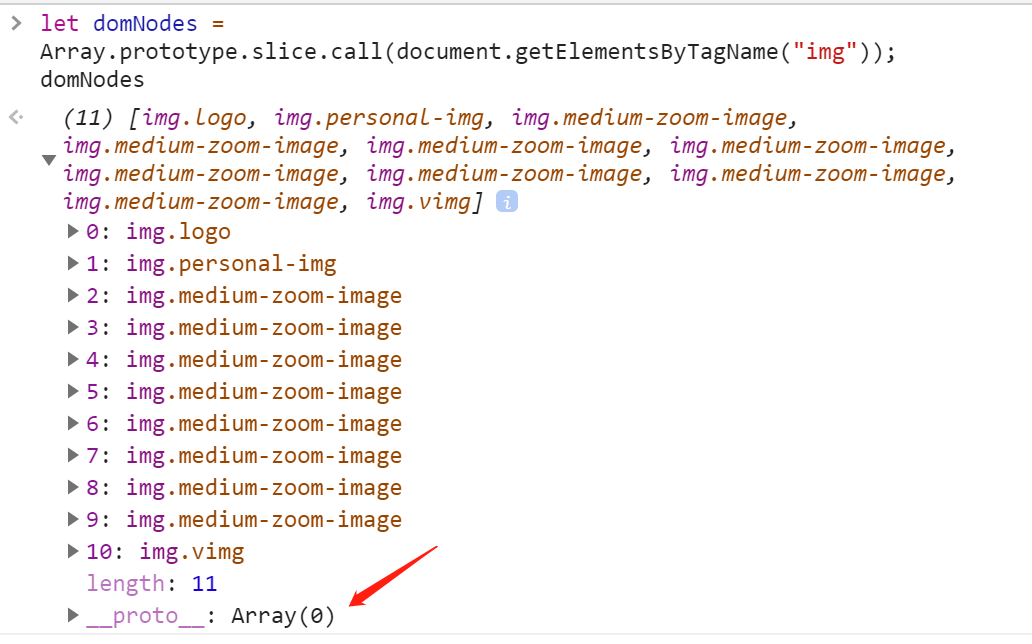 let domNodes =
Array.prototype.slice.call(document.getElementsByTagName("img"));
domNodes
(11) [img.logo, img.personal-img, img.medium-zoom-image,
img.medium-zoom-image, img.medium-zoom-image, img.medium-zoom-image,
img.medium-zoom-image, img.medium-zoom-image, img.medium-zoom-image,
img.medium-zoom-image, img.vimg] i
0: img.logo
1: img.personal-img
2: img.medium-zoom-image
3: img.medium-zoom-image
4: img.medium-zoom-image
5: img.medium-zoom-image
6: img.medium-zoom-image
7: img.medium-zoom-image
8: img.medium-zoom-image
9: img.medium-zoom-image
10: img.vimg
length: 11
__proto__: Array(0)